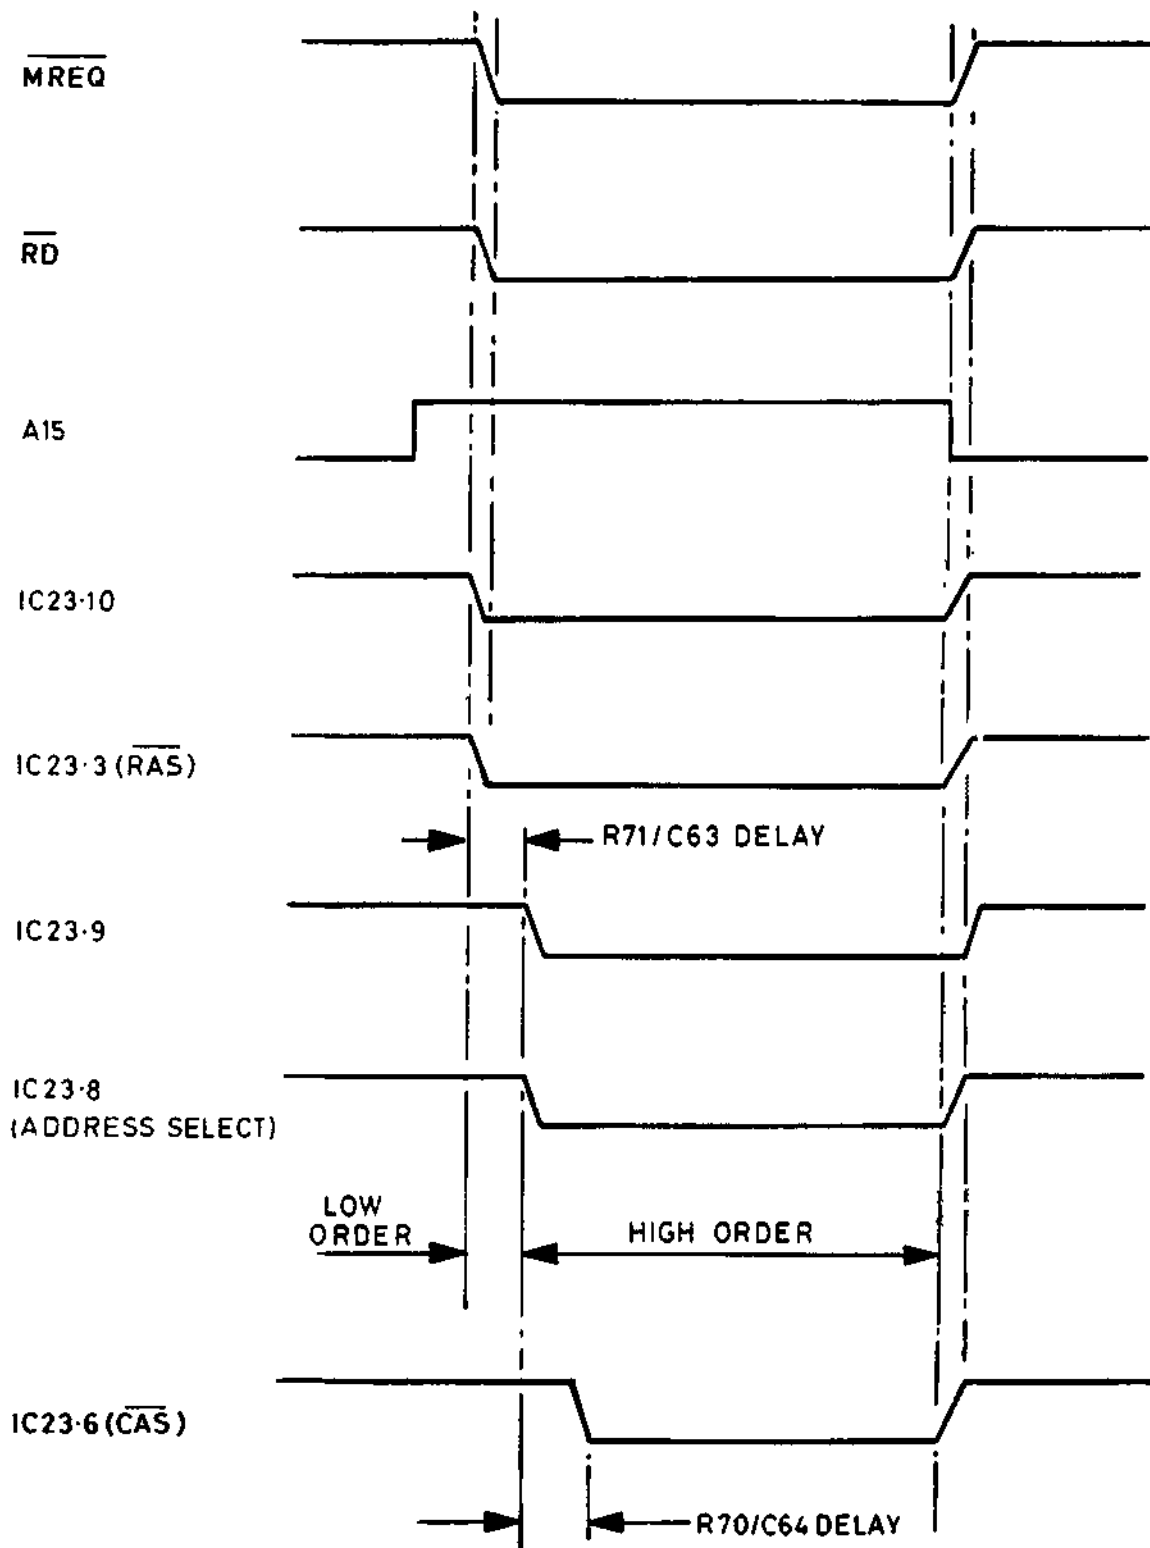 MREQ
RD
A15
IC23·10
IC23·3 (RAS)
R71/C63 DELAY
IC23·9
IC23·8
(ADDRESS SELECT)
LOW
ORDER
HIGH ORDER
IC23·6 (CAS)
R70/C64 DELAY